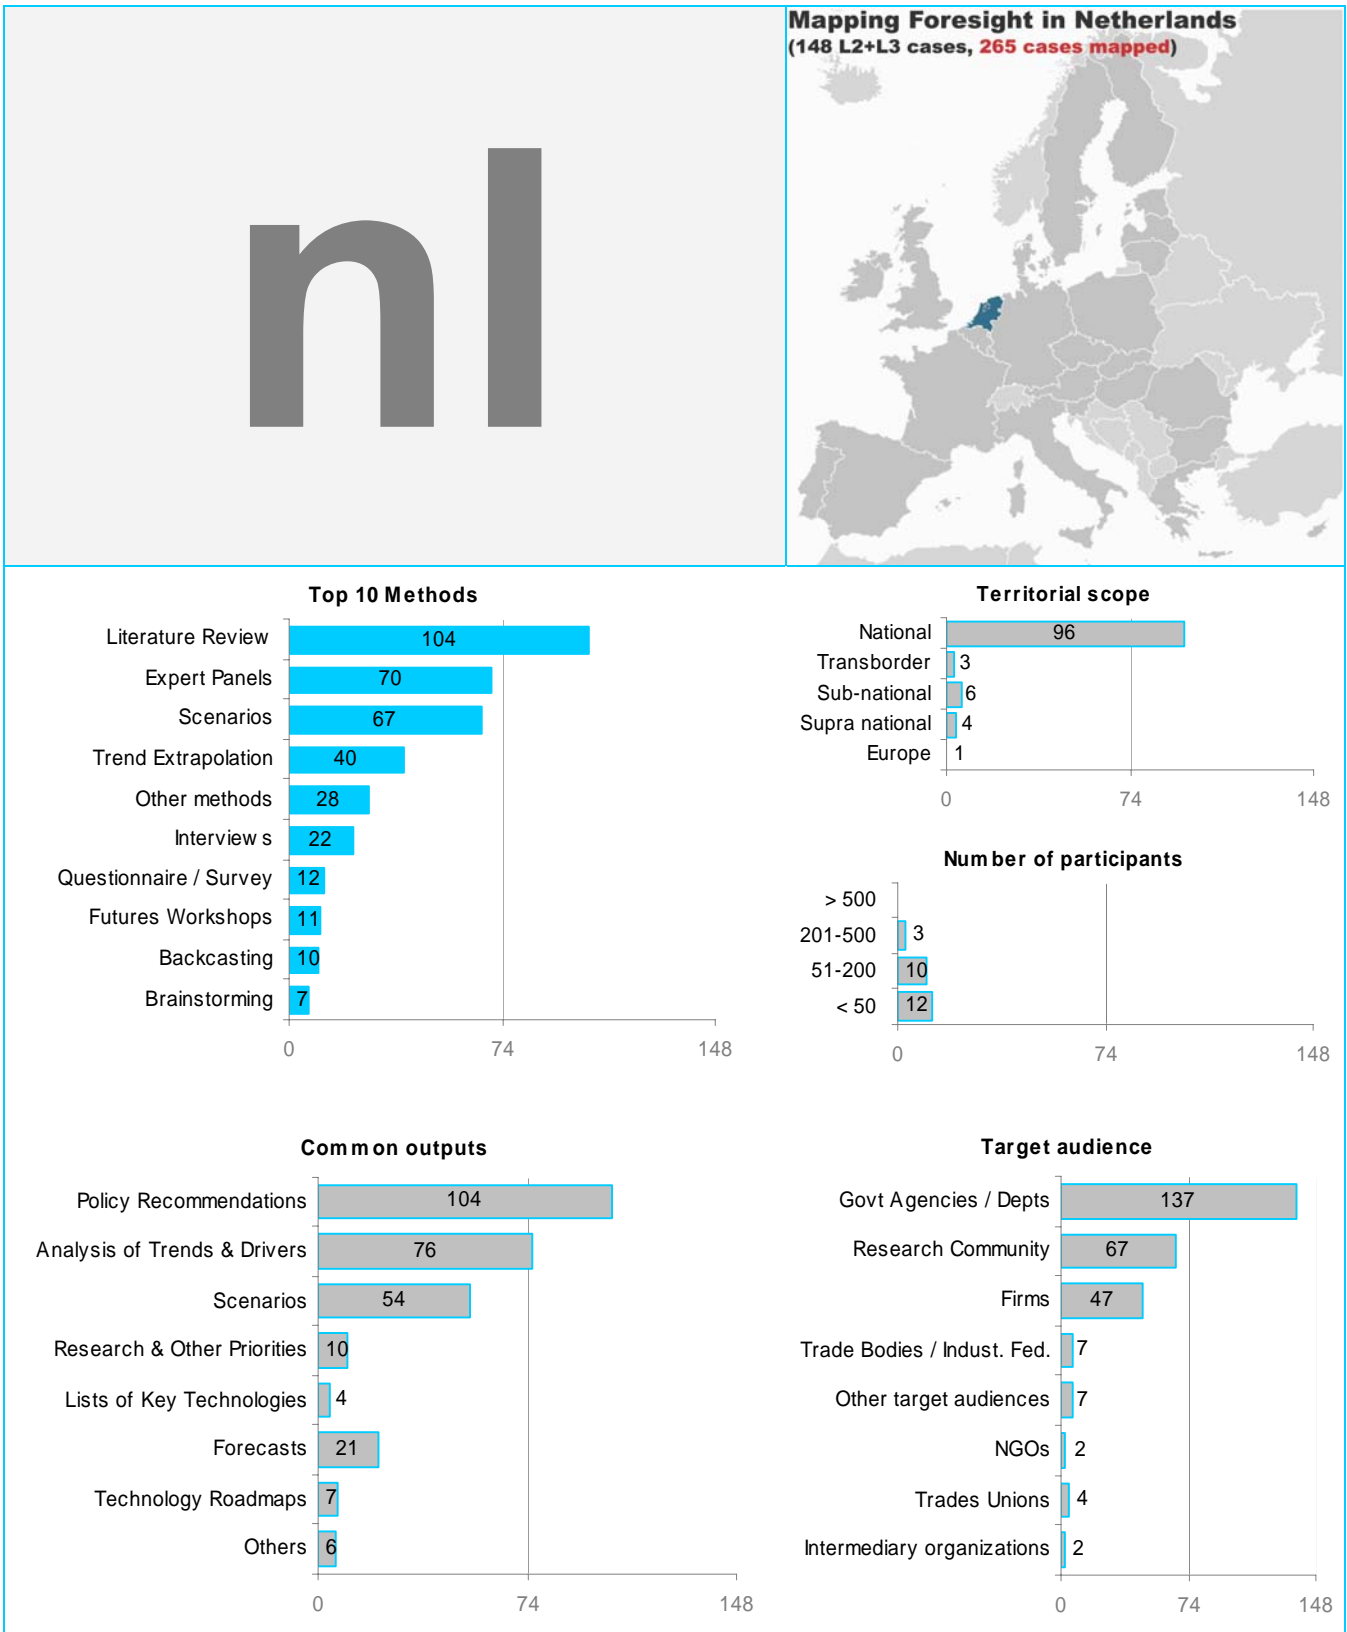 nl
Mapping Foresight in Netherlands
(148 L2+L3 cases, 265 cases mapped)
Top 10 Methods
Literature Review 104
Expert Panels 70
Scenarios 67
Trend Extrapolation 40
Other methods 28
Interviews 22
Questionnaire / Survey 12
Futures Workshops 11
Backcasting 10
Brainstorming 7
0 74 148
Territorial scope
National 96
Transborder 3
Sub-national 6
Supra national 4
Europe 1
0 74 148
Number of participants
> 500
201-500 3
51-200 10
< 50 12
0 74 148
Common outputs
Policy Recommendations 104
Analysis of Trends & Drivers 76
Scenarios 54
Research & Other Priorities 10
Lists of Key Technologies 4
Forecasts 21
Technology Roadmaps 7
Others 6
0 74 148
Target audience
Govt Agencies / Depts 137
Research Community 67
Firms 47
Trade Bodies / Indust. Fed. 7
Other target audiences 7
NGOs 2
Trades Unions 4
Intermediary organizations 2
0 74 148